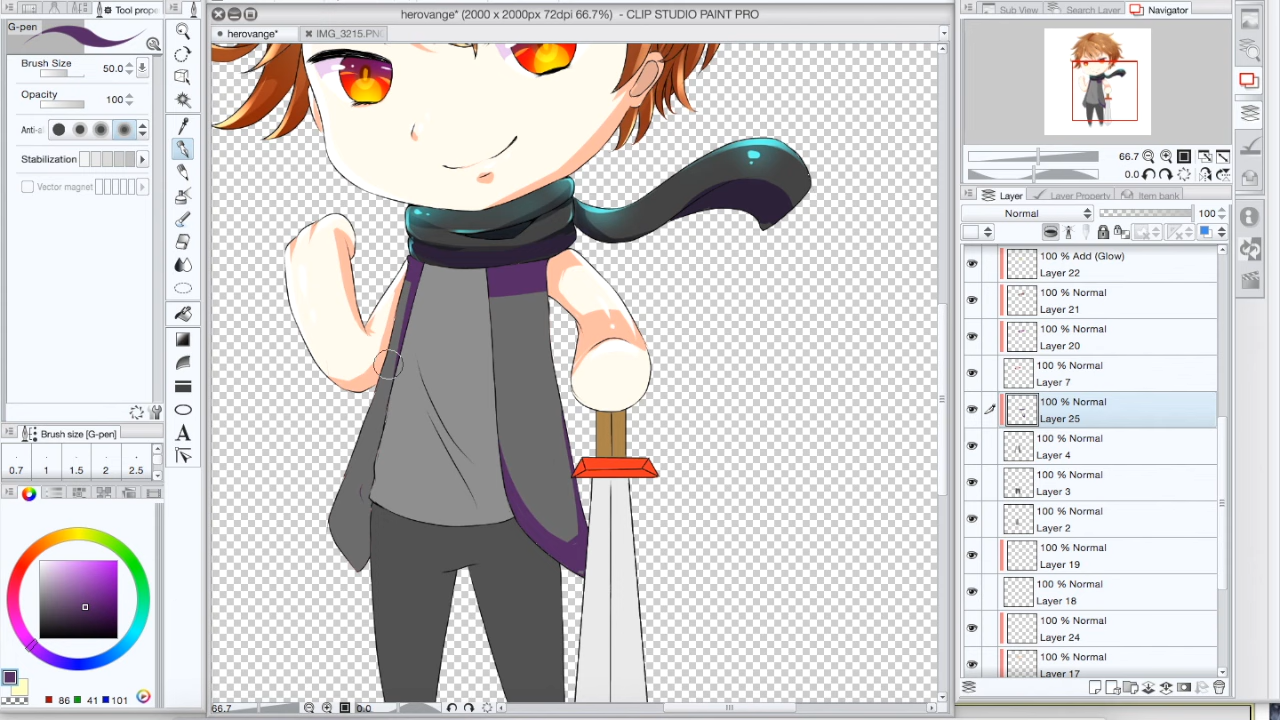 Tool prope
herovange* (2000 x 2000px 72dpi 66.7%) - CLIP STUDIO PAINT PRO
Sub View
Search Layer
Navigator
G-pen
herovange*
IMG_3215.PNG
Brush Size
50.0
Opacity
100
Anti-a
Stabilization
Vector magnet
66.7
0.0
Layer
Layer Property
Item bank
Normal
100
100 % Add (Glow)
Layer 22
100 % Normal
Layer 21
100 % Normal
Layer 20
100 % Normal
Layer 7
100 % Normal
Layer 25
100 % Normal
Layer 4
100 % Normal
Layer 3
100 % Normal
Layer 2
100 % Normal
Layer 19
100 % Normal
Layer 18
100 % Normal
Layer 24
100 % Normal
Layer 17
Brush size [G-pen]
0.7
1
1.5
2
2.5
86
41
101
66.7
0.0